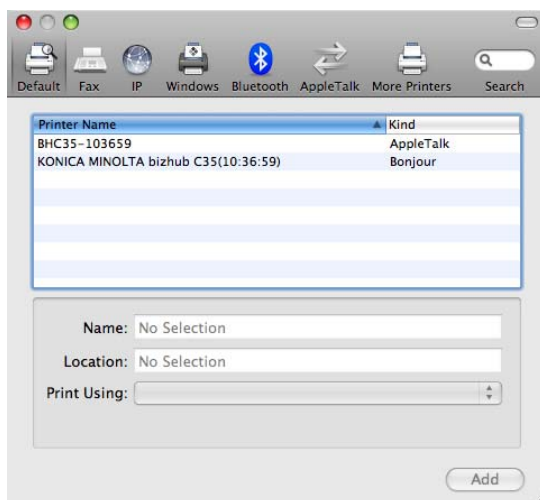 Default Fax IP Windows Bluetooth AppleTalk More Printers Search
Printer Name Kind
BHC35-103659 AppleTalk
KONICA MINOLTA bizhub C35(10:36:59) Bonjour
Name: No Selection
Location: No Selection
Print Using:
Add